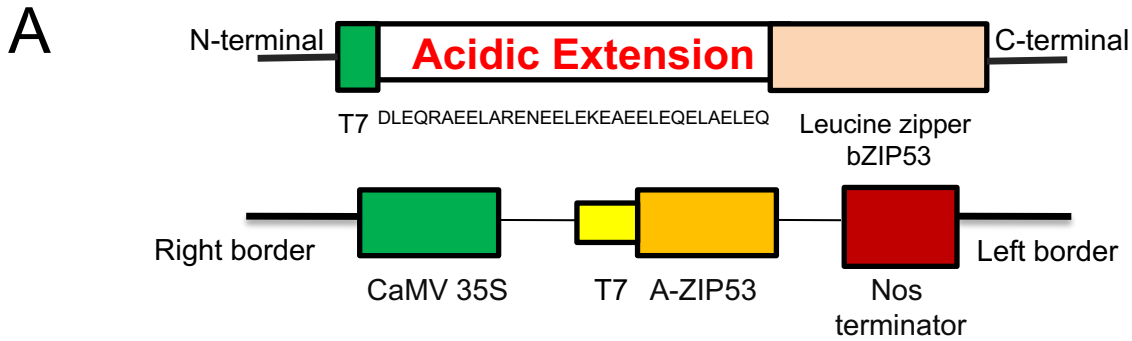 A
N-terminal
Acidic Extension
C-terminal
T7
DLEQRAEELARENEELEKEAEELEQELAELEQ
Leucine zipper
bZIP53
Right border
Left border
CaMV 35S
T7
A-ZIP53
Nos
terminator